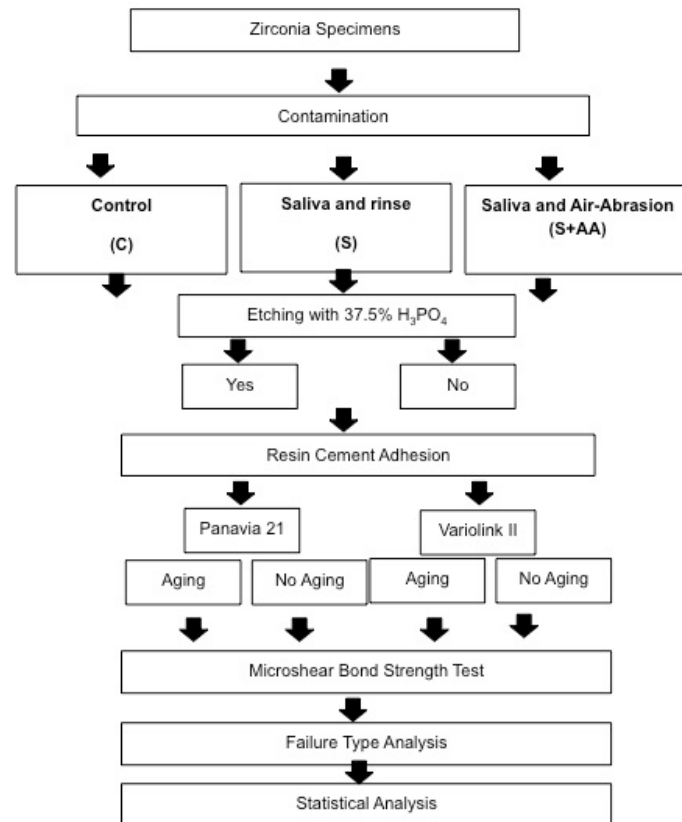 Zirconia Specimens
Contamination
Control
(C)
Saliva and rinse
(S)
Saliva and Air-Abrasion
(S+AA)
Etching with 37.5% H₃PO₄
Yes
No
Resin Cement Adhesion
Panavia 21
Variolink II
Aging
No Aging
Aging
No Aging
Microshear Bond Strength Test
Failure Type Analysis
Statistical Analysis